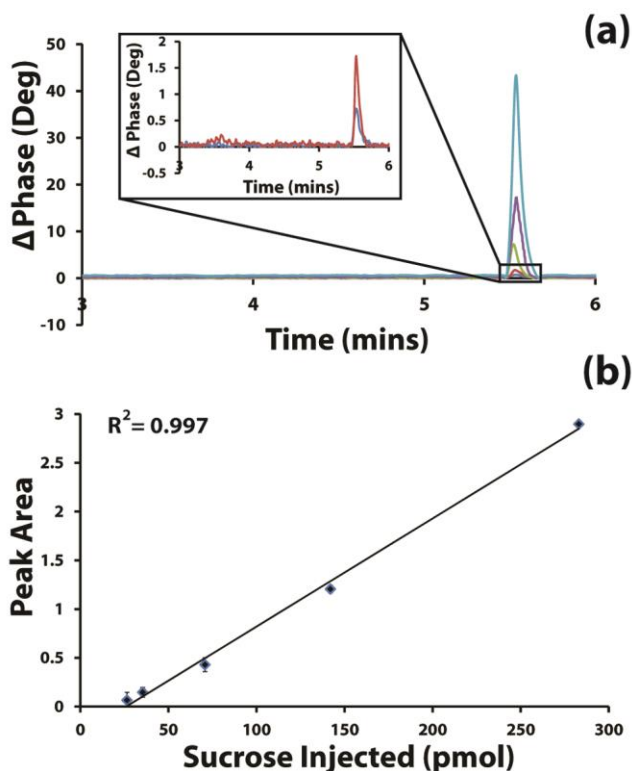 (a)
50
40
30
20
10
0
-10
Δ Phase (Deg)
2
1.5
1
0.5
0
-0.5
Δ Phase (Deg)
3 4 5 6
Time (mins)
3 4 5 6
Time (mins)
(b)
R² = 0.997
3
2.5
2
1.5
1
0.5
0
Peak Area
0 50 100 150 200 250 300
Sucrose Injected (pmol)